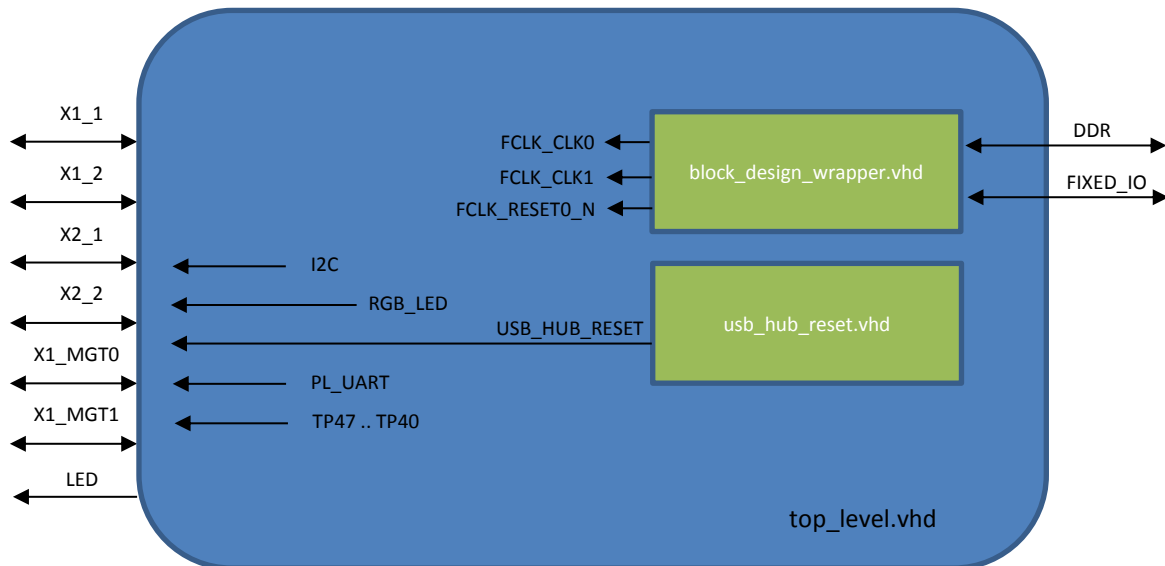 X1_1
X1_2
X2_1
X2_2
X1_MGT0
X1_MGT1
LED
I2C
RGB_LED
USB_HUB_RESET
PL_UART
TP47 .. TP40
FCLK_CLK0
FCLK_CLK1
FCLK_RESET0_N
block_design_wrapper.vhd
usb_hub_reset.vhd
DDR
FIXED_IO
top_level.vhd